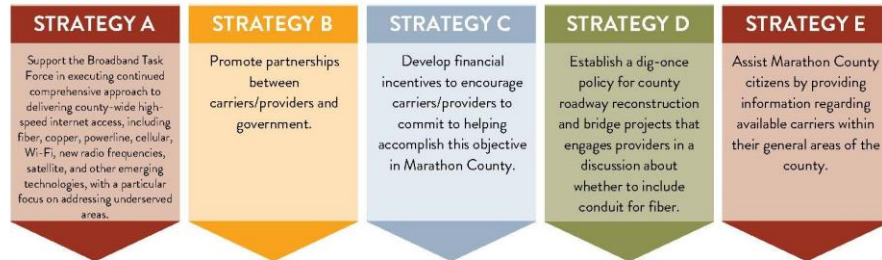 STRATEGY A
Support the Broadband Task
Force in executing continued
comprehensive approach to
delivering county-wide high-
speed internet access, including
fiber, copper, powerline, cellular,
Wi-Fi, new radio frequencies,
satellite, and other emerging
technologies, with a particular
focus on addressing underserved
areas.
STRATEGY B
Promote partnerships
between
carriers/providers and
government.
STRATEGY C
Develop financial
incentives to encourage
carriers/providers to
commit to helping
accomplish this objective
in Marathon County.
STRATEGY D
Establish a dig-once
policy for county
roadway reconstruction
and bridge projects that
engages providers in a
discussion about
whether to include
conduit for fiber.
STRATEGY E
Assist Marathon County
citizens by providing
information regarding
available carriers within
their general areas of the
county.